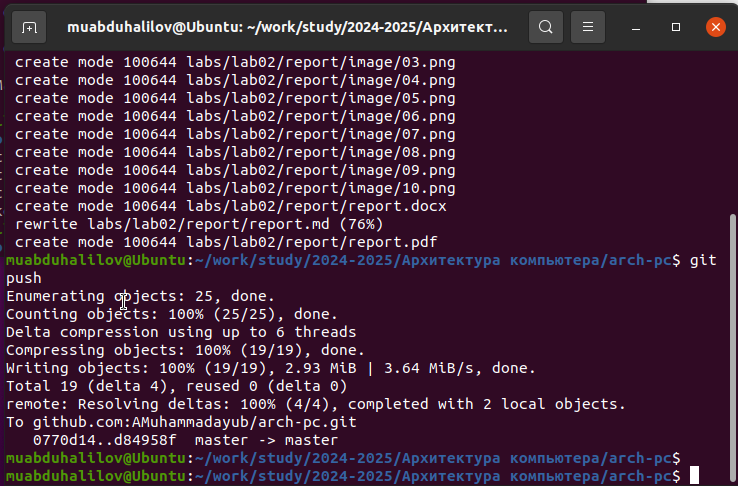 muabduhalilov@Ubuntu: ~/work/study/2024-2025/Архитект...
create mode 100644 labs/lab02/report/image/03.png
create mode 100644 labs/lab02/report/image/04.png
create mode 100644 labs/lab02/report/image/05.png
create mode 100644 labs/lab02/report/image/06.png
create mode 100644 labs/lab02/report/image/07.png
create mode 100644 labs/lab02/report/image/08.png
create mode 100644 labs/lab02/report/image/09.png
create mode 100644 labs/lab02/report/image/10.png
create mode 100644 labs/lab02/report/report.docx
rewrite labs/lab02/report/report.md (76%)
create mode 100644 labs/lab02/report/report.pdf
muabduhalilov@Ubuntu:~/work/study/2024-2025/Архитектура компьютера/arch-pc$ git
push
Enumerating objects: 25, done.
Counting objects: 100% (25/25), done.
Delta compression using up to 6 threads
Compressing objects: 100% (19/19), done.
Writing objects: 100% (19/19), 2.93 MiB | 3.64 MiB/s, done.
Total 19 (delta 4), reused 0 (delta 0)
remote: Resolving deltas: 100% (4/4), completed with 2 local objects.
To github.com:AMuhammadayub/arch-pc.git
0770d14..d84958f  master -> master
muabduhalilov@Ubuntu:~/work/study/2024-2025/Архитектура компьютера/arch-pc$
muabduhalilov@Ubuntu:~/work/study/2024-2025/Архитектура компьютера/arch-pc$